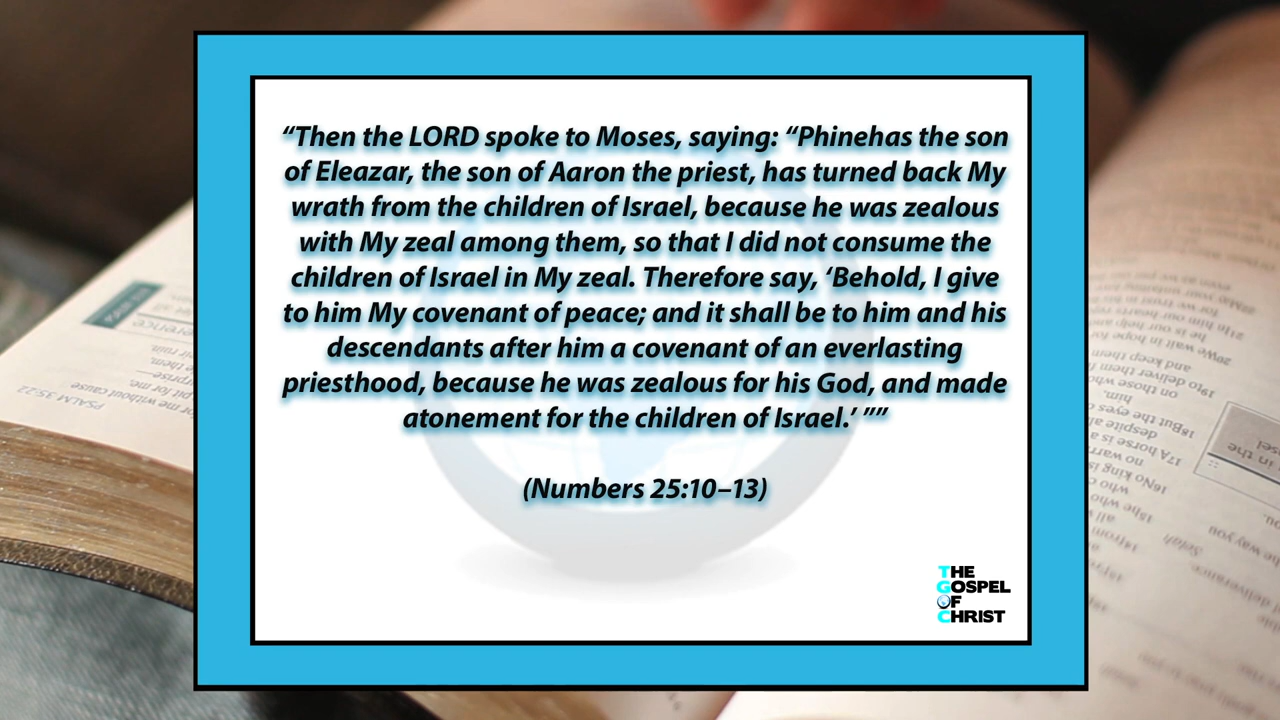 “Then the LORD spoke to Moses, saying: “Phinehas the son
of Eleazar, the son of Aaron the priest, has turned back My
wrath from the children of Israel, because he was zealous
with My zeal among them, so that I did not consume the
children of Israel in My zeal. Therefore say, ‘Behold, I give
to him My covenant of peace; and it shall be to him and his
descendants after him a covenant of an everlasting
priesthood, because he was zealous for his God, and made
atonement for the children of Israel.’ ””
(Numbers 25:10–13)
THE
GOSPEL
OF
CHRIST
PSALM 35:22